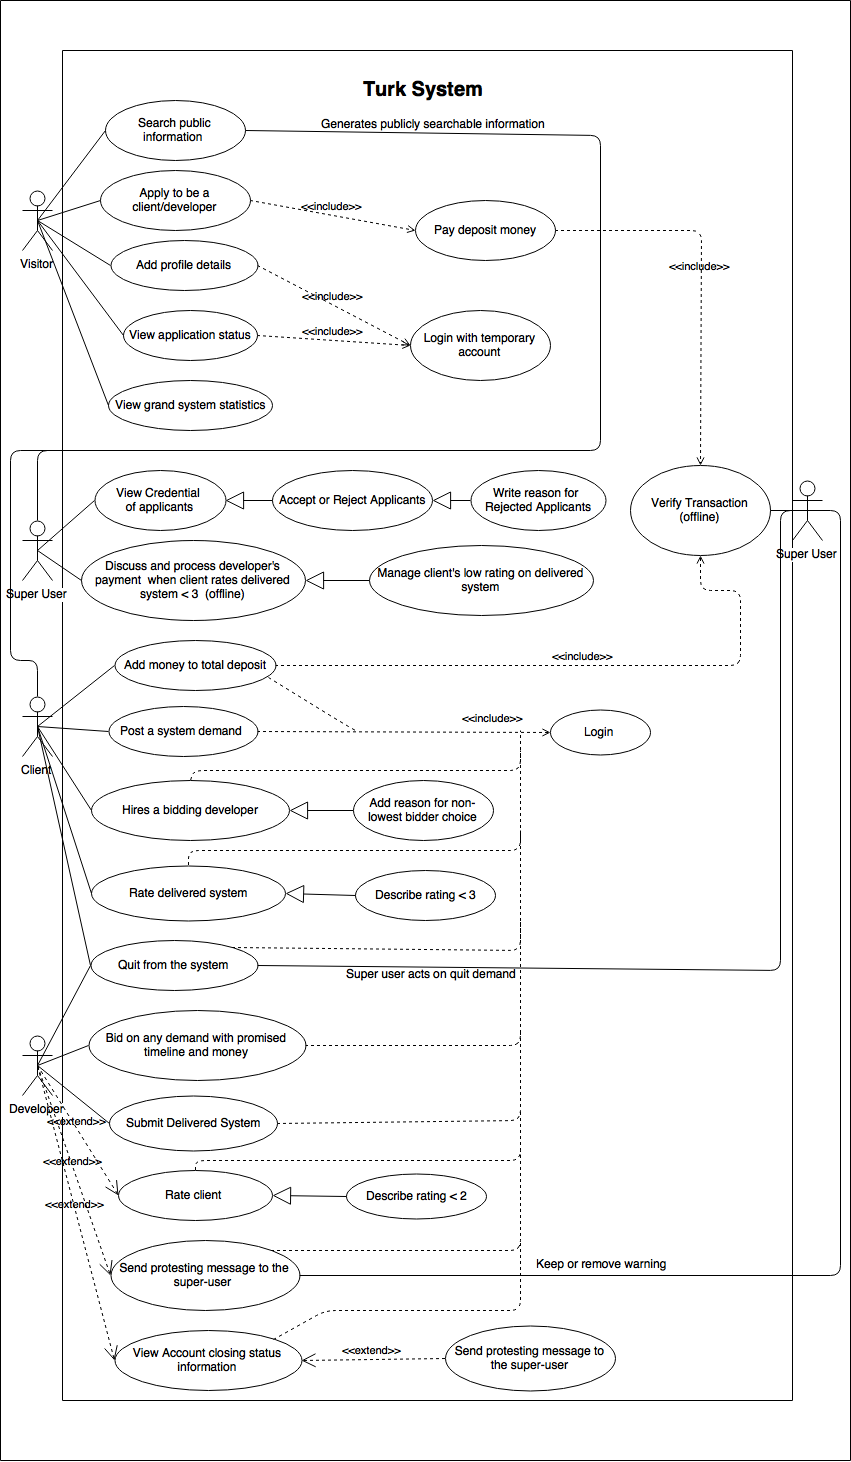 Turk System
Search public
information
Generates publicly searchable information
Apply to be a
client/developer
<<include>>
Pay deposit money
Visitor
Add profile details
<<include>>
<<include>>
View application status
<<include>>
Login with temporary
account
View grand system statistics
View Credential
of applicants
Accept or Reject Applicants
Write reason for
Rejected Applicants
Verify Transaction
(offline)
Super User
Super User
Discuss and process developer's
payment  when client rates delivered
system < 3  (offline)
Manage client's low rating on delivered
system
Add money to total deposit
<<include>>
Client
Post a system demand
<<include>>
Login
Hires a bidding developer
Add reason for non-
lowest bidder choice
Rate delivered system
Describe rating < 3
Quit from the system
Super user acts on quit demand
Bid on any demand with promised
timeline and money
Developer
<<extend>>
Submit Delivered System
<<extend>>
Rate client
Describe rating < 2
<<extend>>
Send protesting message to the
super-user
Keep or remove warning
View Account closing status
information
<<extend>>
Send protesting message to
the super-user